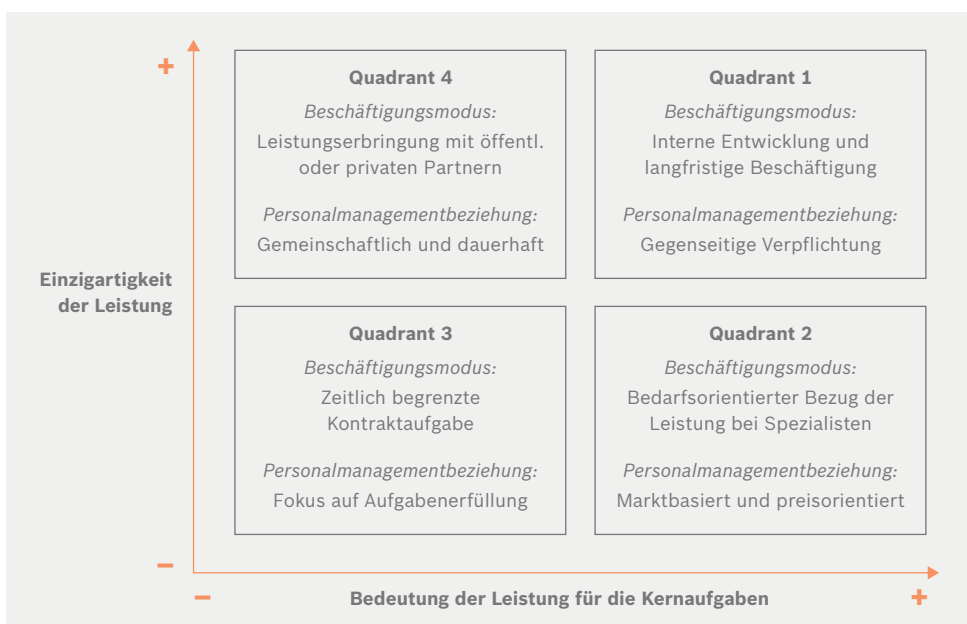 +
Quadrant 4
Beschäftigungsmodus:
Leistungserbringung mit öffentl.
oder privaten Partnern
Personalmanagementbeziehung:
Gemeinschaftlich und dauerhaft
Quadrant 1
Beschäftigungsmodus:
Interne Entwicklung und
langfristige Beschäftigung
Personalmanagementbeziehung:
Gegenseitige Verpflichtung
Einzigartigkeit
der Leistung
Quadrant 3
Beschäftigungsmodus:
Zeitlich begrenzte
Kontraktaufgabe
Personalmanagementbeziehung:
Fokus auf Aufgabenerfüllung
Quadrant 2
Beschäftigungsmodus:
Bedarfsorientierter Bezug der
Leistung bei Spezialisten
Personalmanagementbeziehung:
Marktbasiert und preisorientiert
−
− Bedeutung der Leistung für die Kernaufgaben +